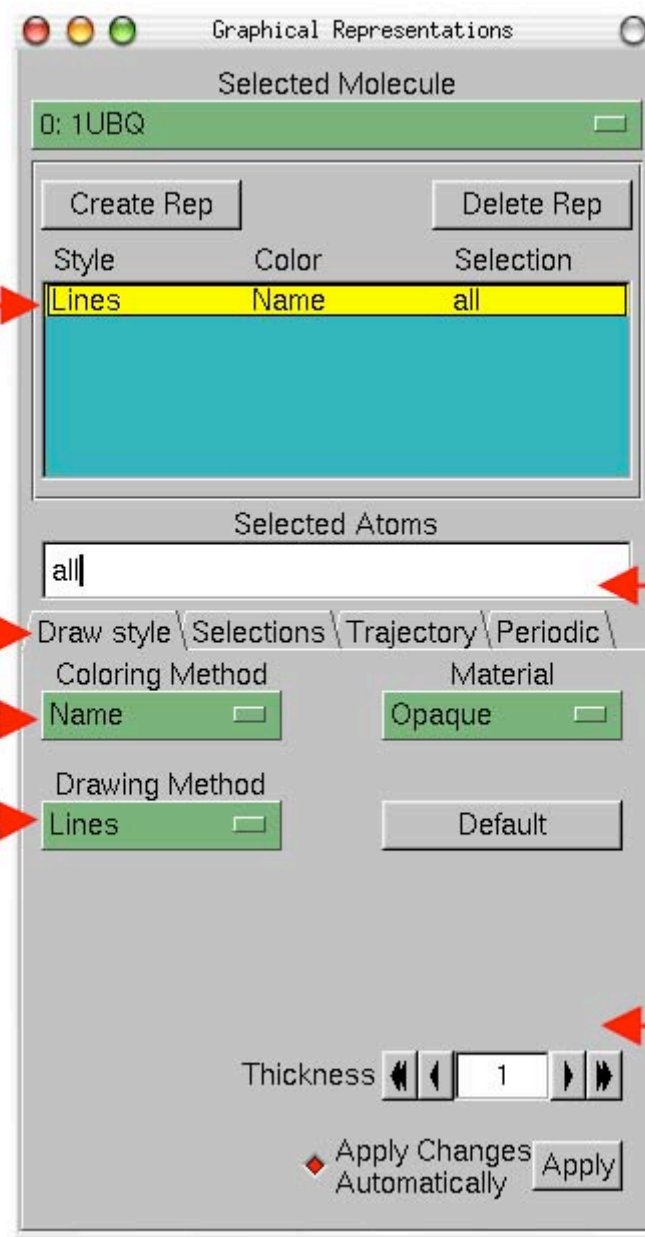 Graphical Representations
Selected Molecule
0: 1UBQ
Create Rep Delete Rep
Style Color Selection
Lines Name all
Selected Atoms
all
Draw style Selections Trajectory Periodic
Coloring Method Material
Name Opaque
Drawing Method
Lines Default
Thickness 1
Apply Changes
Automatically Apply